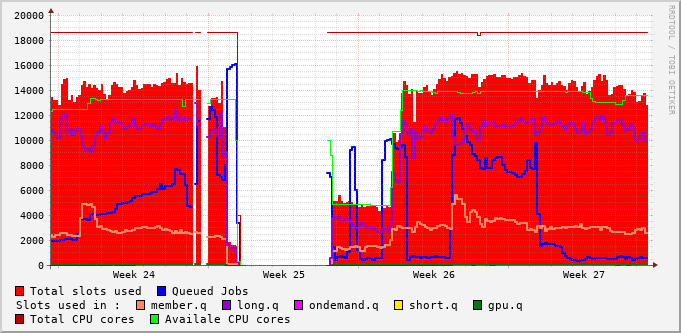 20000
18000
16000
14000
12000
10000
8000
6000
4000
2000
0
Week 24 Week 25 Week 26 Week 27
RRDTOOL / TOBI OETIKER
Total slots used Queued Jobs
Slots used in : member.q long.q ondemand.q short.q gpu.q
Total CPU cores Availale CPU cores